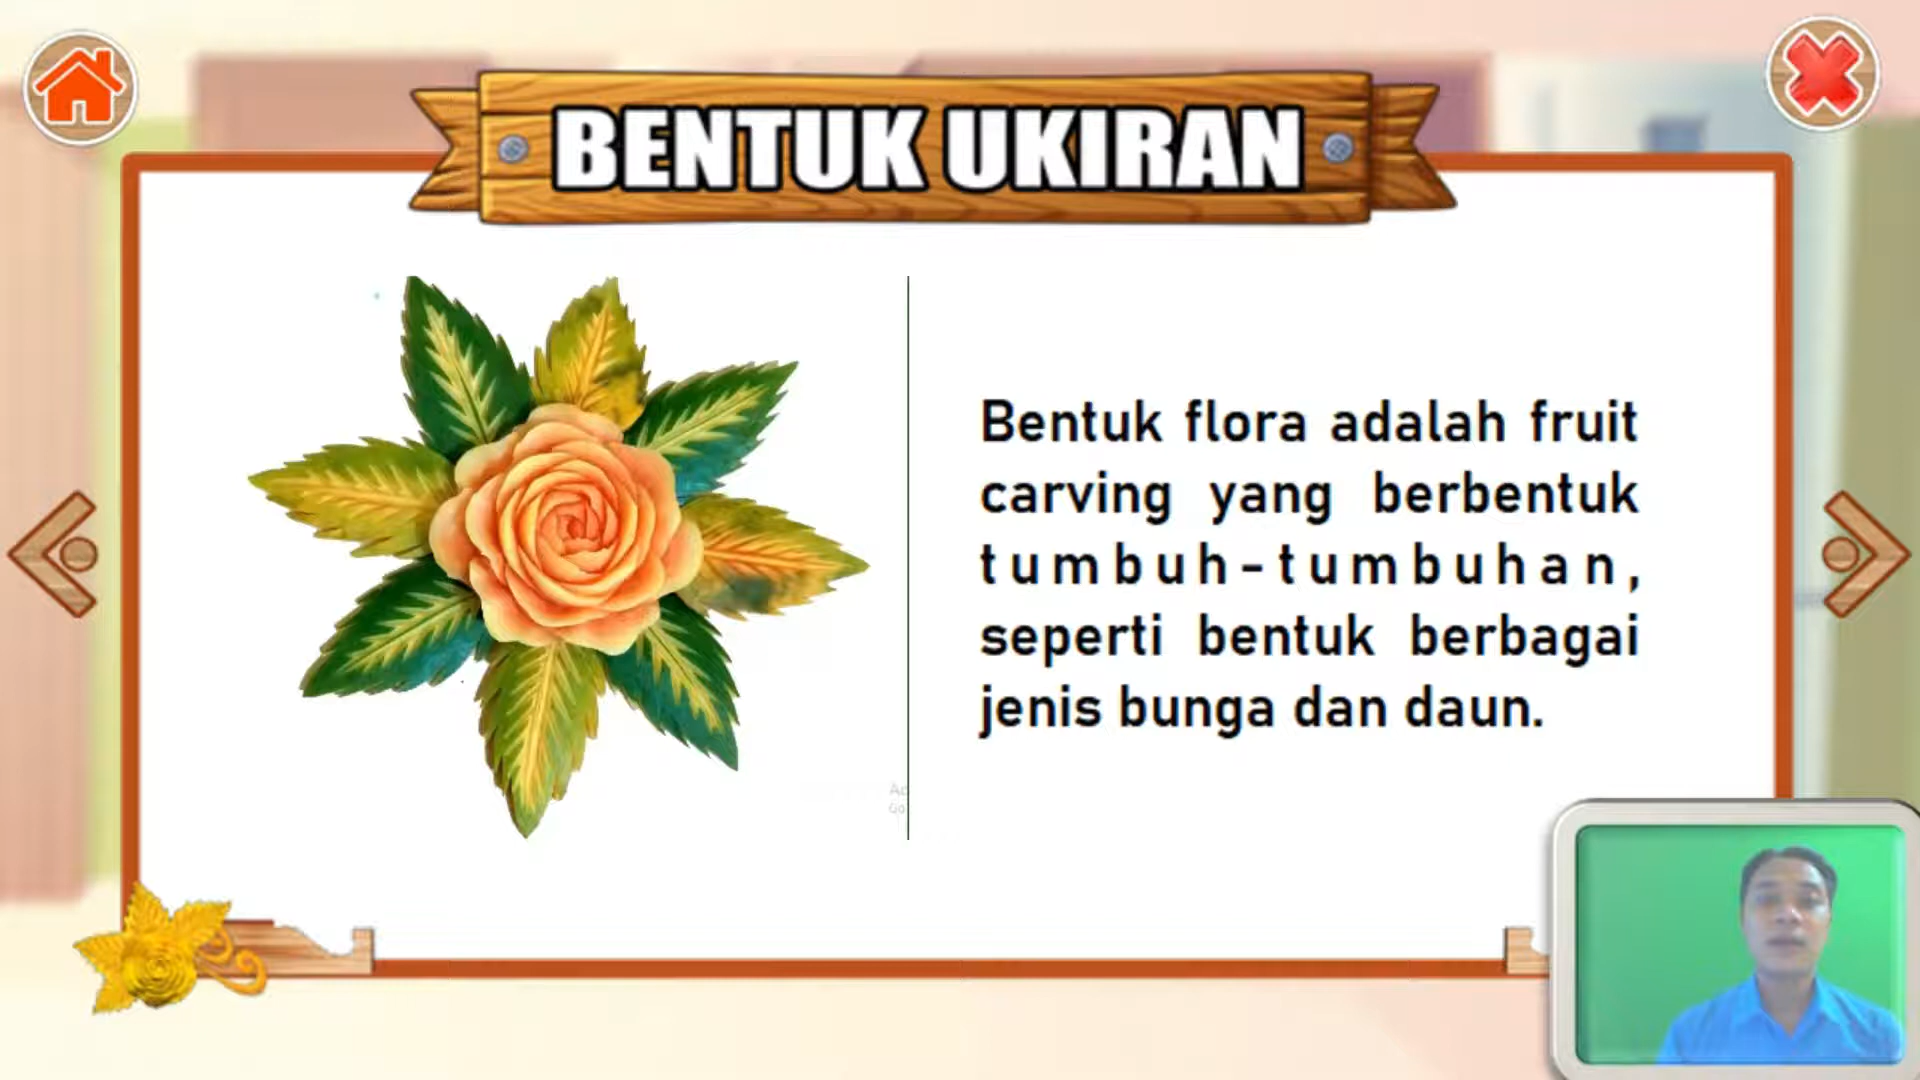 BENTUK UKIRAN
Bentuk flora adalah fruit
carving yang berbentuk
tumbuh-tumbuhan,
seperti bentuk berbagai
jenis bunga dan daun.